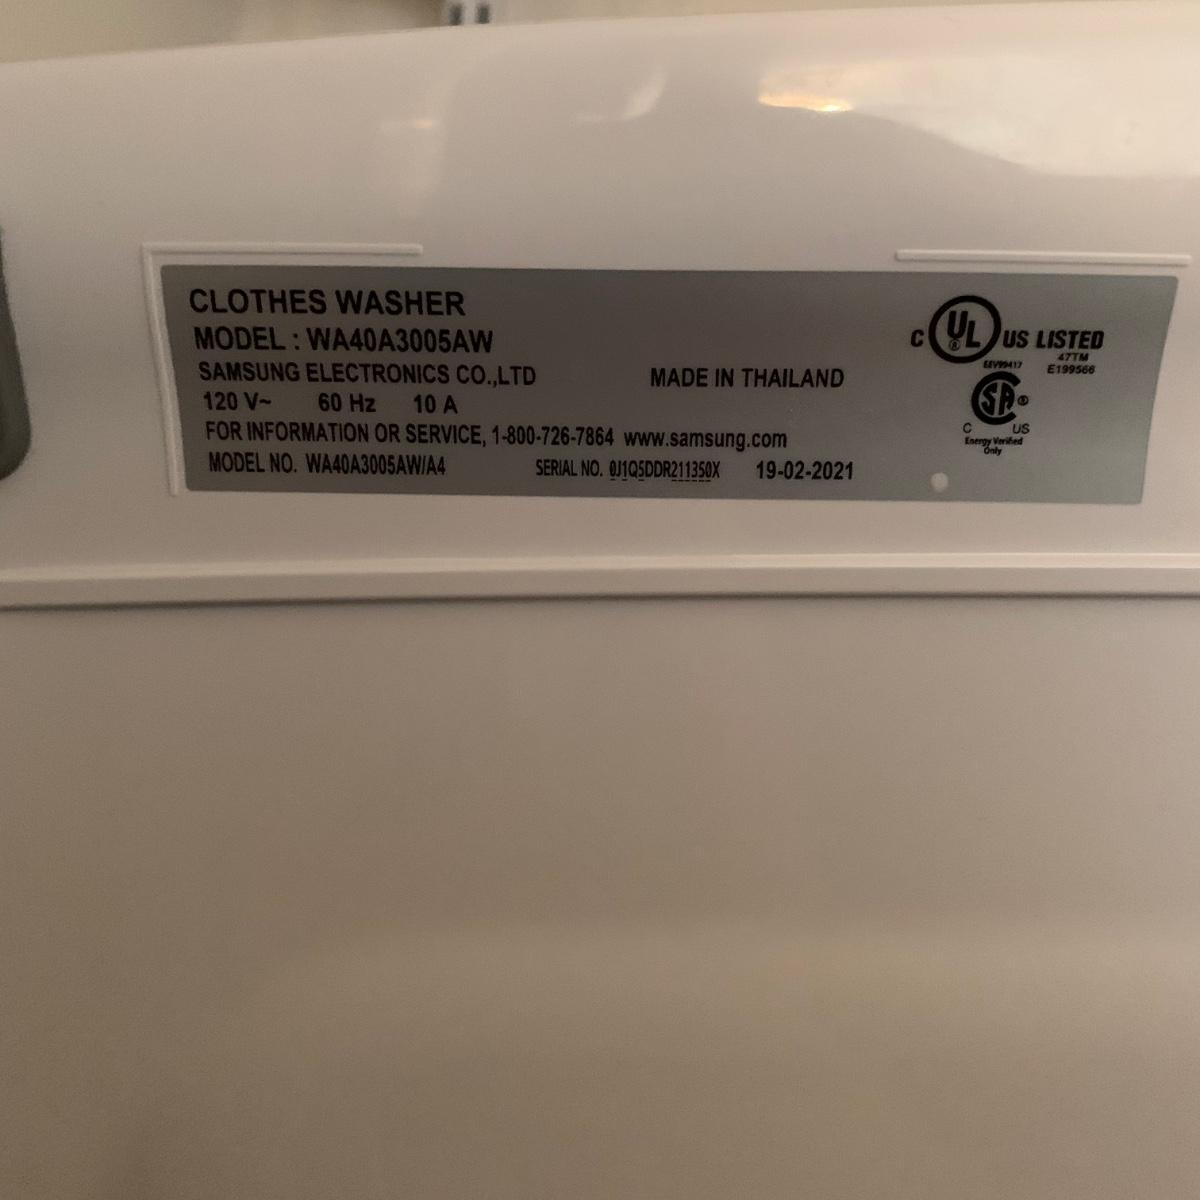 CLOTHES WASHER
MODEL : WA40A3005AW
SAMSUNG ELECTRONICS CO.,LTD MADE IN THAILAND
120 V~ 60 Hz 10 A
FOR INFORMATION OR SERVICE, 1-800-726-7864 www.samsung.com
MODEL NO. WA40A3005AW/A4 SERIAL NO. 0J1Q5DDR211350X 19-02-2021
C UL ® US LISTED
47TM
E199566
SA ®
C US
Energy Verified
Only